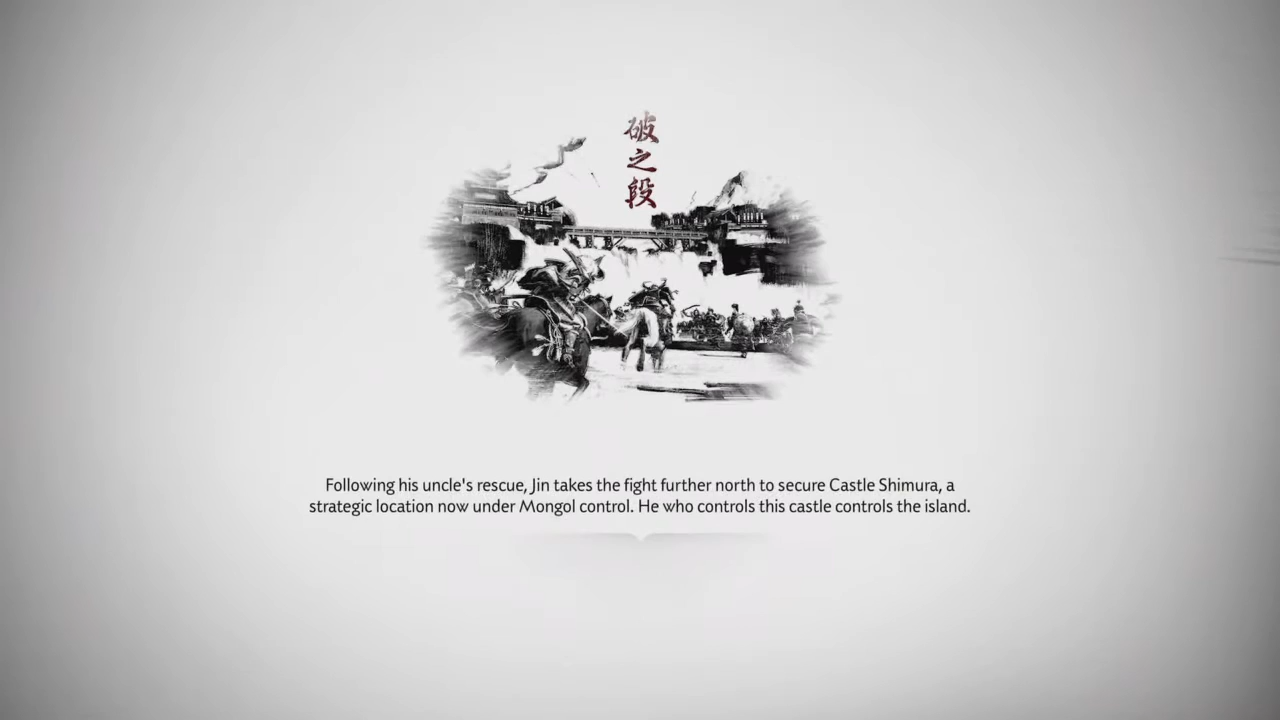 破之段
Following his uncle's rescue, Jin takes the fight further north to secure Castle Shimura, a
strategic location now under Mongol control. He who controls this castle controls the island.